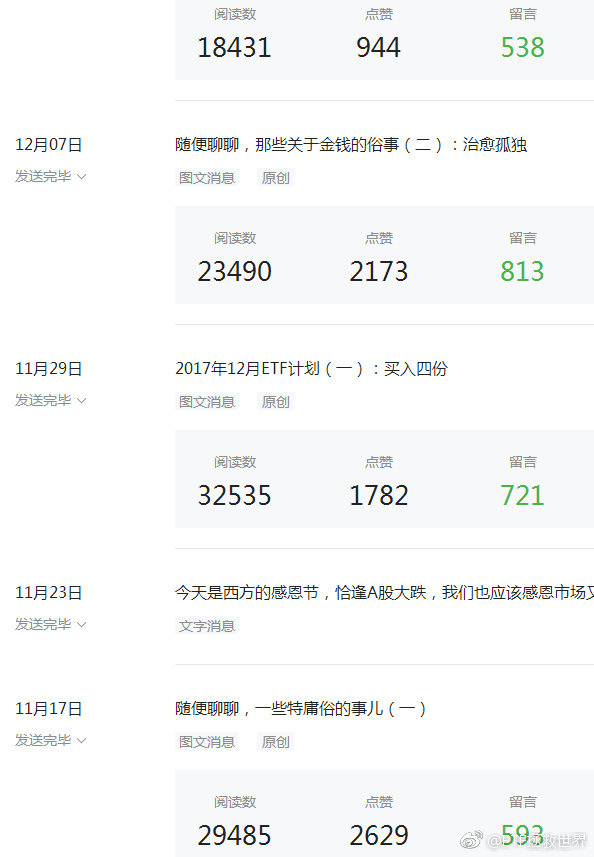 阅读数 点赞 留言
18431 944 538
12月07日 随便聊聊，那些关于金钱的俗事（二）：治愈孤独
发送完毕 图文消息 原创
阅读数 点赞 留言
23490 2173 813
11月29日 2017年12月ETF计划（一）：买入四份
发送完毕 图文消息 原创
阅读数 点赞 留言
32535 1782 721
11月23日 今天是西方的感恩节，恰逢A股大跌，我们也应该感恩市场又
发送完毕 文字消息
11月17日 随便聊聊，一些特庸俗的事儿（一）
发送完毕 图文消息 原创
阅读数 点赞 留言
29485 2629 593
拯救世界